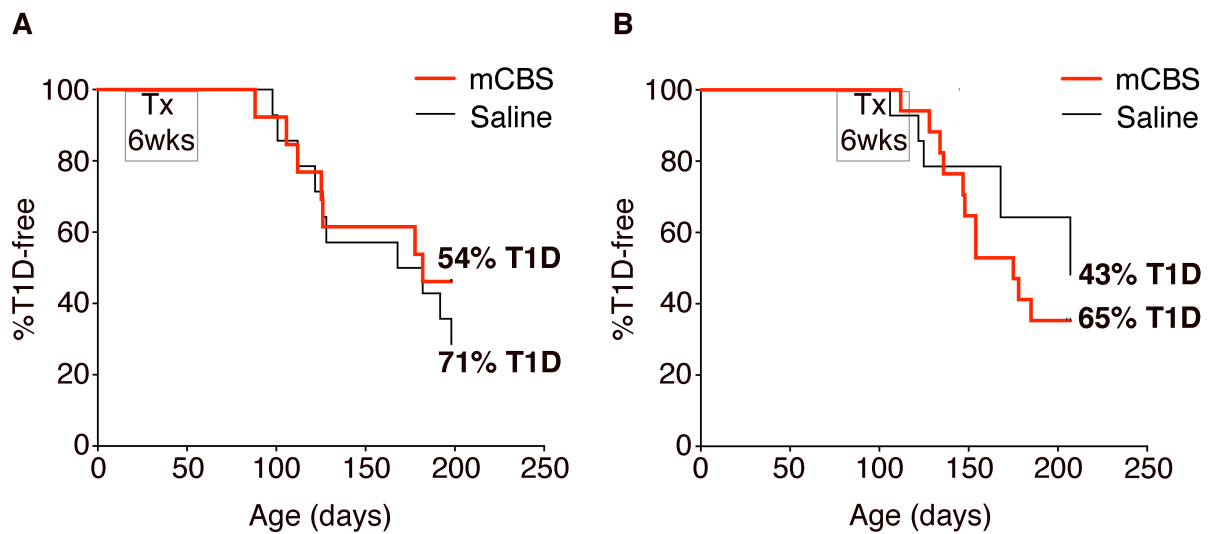 A
mCBS
Saline
100
80
60
40
20
0
%T1D-free
Tx
6wks
54% T1D
71% T1D
0 50 100 150 200 250
Age (days)
B
mCBS
Saline
100
80
60
40
20
0
%T1D-free
Tx
6wks
43% T1D
65% T1D
0 50 100 150 200 250
Age (days)